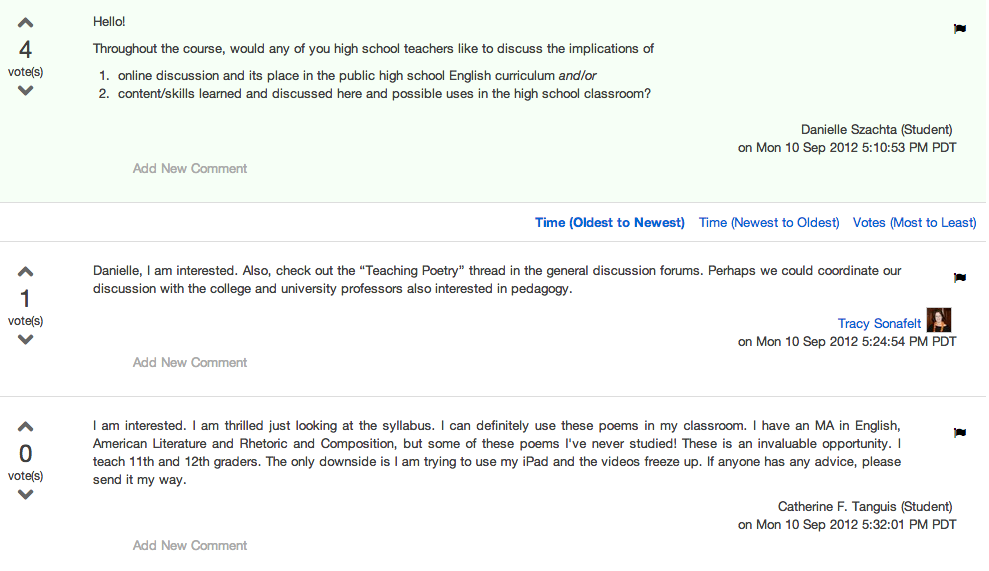 Hello!
4
vote(s)
Throughout the course, would any of you high school teachers like to discuss the implications of
1. online discussion and its place in the public high school English curriculum and/or
2. content/skills learned and discussed here and possible uses in the high school classroom?
Danielle Szachta (Student)
on Mon 10 Sep 2012 5:10:53 PM PDT
Add New Comment
Time (Oldest to Newest) Time (Newest to Oldest) Votes (Most to Least)
1
vote(s)
Danielle, I am interested. Also, check out the “Teaching Poetry” thread in the general discussion forums. Perhaps we could coordinate our
discussion with the college and university professors also interested in pedagogy.
Tracy Sonafelt
on Mon 10 Sep 2012 5:24:54 PM PDT
Add New Comment
0
vote(s)
I am interested. I am thrilled just looking at the syllabus. I can definitely use these poems in my classroom. I have an MA in English,
American Literature and Rhetoric and Composition, but some of these poems I've never studied! These is an invaluable opportunity. I
teach 11th and 12th graders. The only downside is I am trying to use my iPad and the videos freeze up. If anyone has any advice, please
send it my way.
Catherine F. Tanguis (Student)
on Mon 10 Sep 2012 5:32:01 PM PDT
Add New Comment